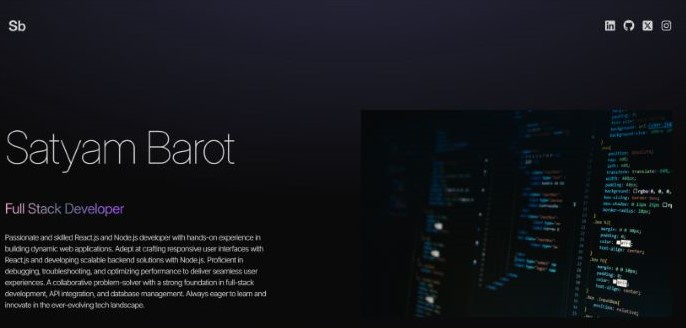 Sb
Satyam Barot
Full Stack Developer
Passionate and skilled React.js and Node.js developer with hands-on experience in
building dynamic web applications. Adept at crafting responsive user interfaces with
React.js and developing scalable backend solutions with Node.js. Proficient in
debugging, troubleshooting, and optimizing performance to deliver seamless user
experiences. A collaborative problem-solver with a strong foundation in full-stack
development, API integration, and database management. Always eager to learn and
innovate in the ever-evolving tech landscape.